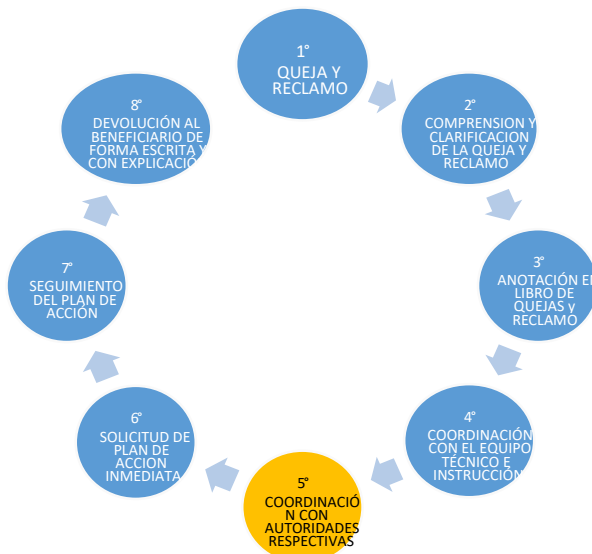 1°
QUEJA Y
RECLAMO
2°
COMPRENSION Y
CLARIFICACION
DE LA QUEJA Y
RECLAMO
3°
ANOTACIÓN E
LIBRO DE
QUEJAS y
RECLAMO
4°
COORDINACIÓN
CON EL EQUIPO
TÉCNICO E
INSTRUCCIÓN
5°
COORDINACIÓ
N CON
AUTORIDADES
RESPECTIVAS
6°
SOLICITUD DE
PLAN DE
ACCION
INMEDIATA
7°
SEGUIMIENTO
DEL PLAN DE
ACCIÓN
8°
DEVOLUCIÓN AL
BENEFICIARIO DE
FORMA ESCRITA Y
CON EXPLICACIÓ